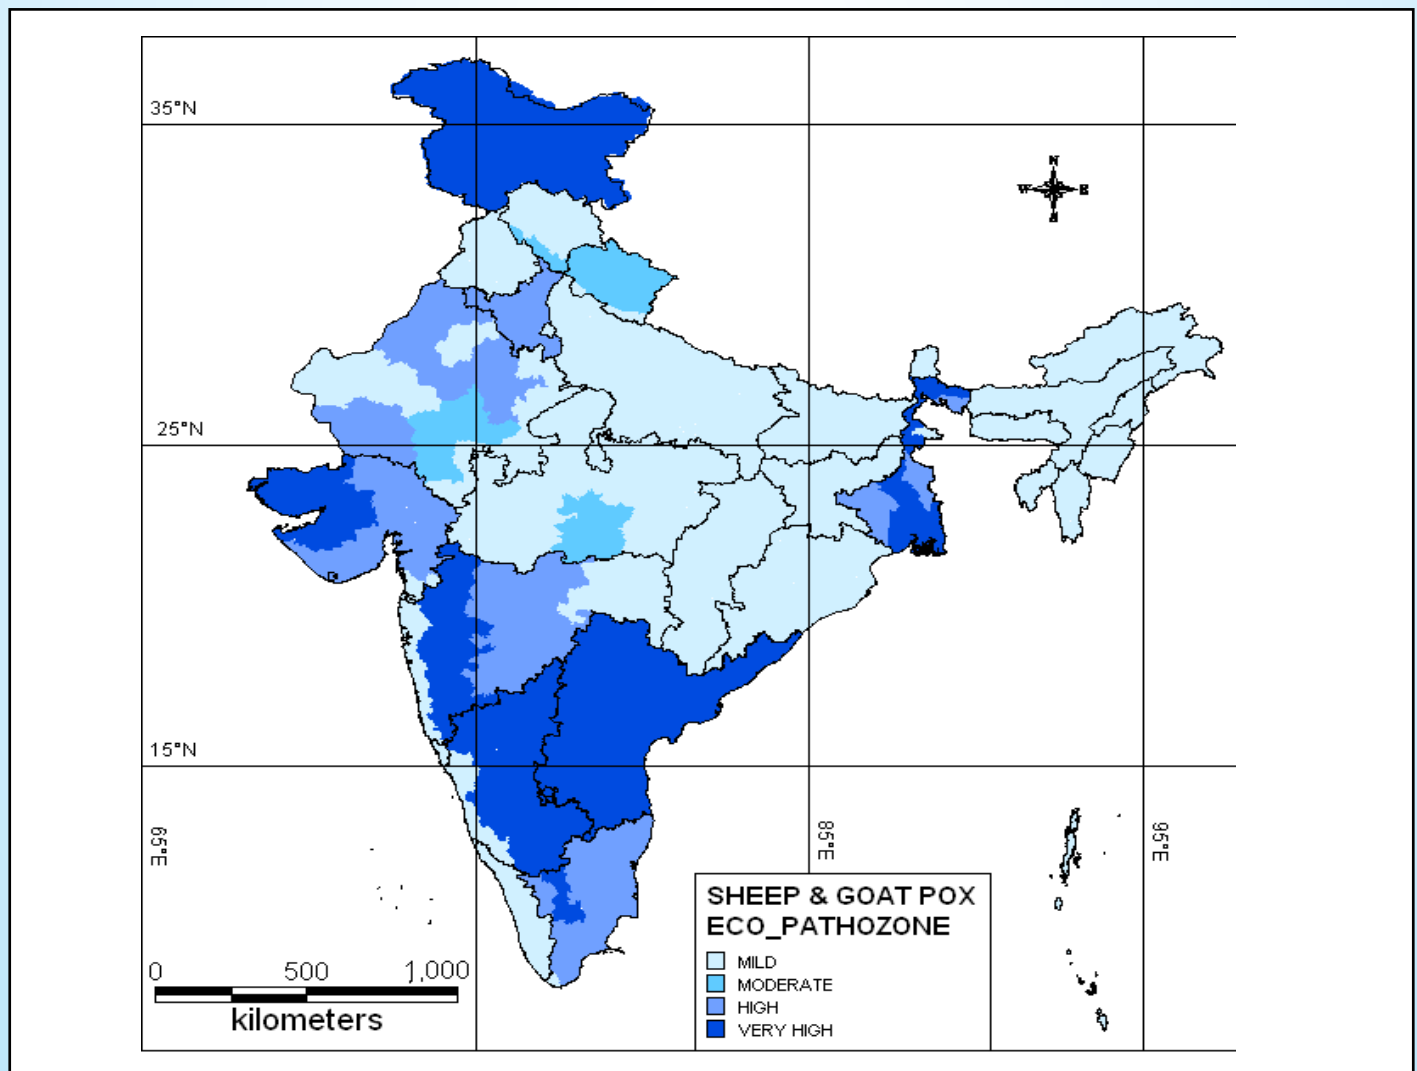 35°N
N
W E
S
25°N
15°N
65°E
85°E
95°E
SHEEP & GOAT POX
ECO_PATHOZONE
MILD
MODERATE
HIGH
VERY HIGH
0 500 1,000
kilometers